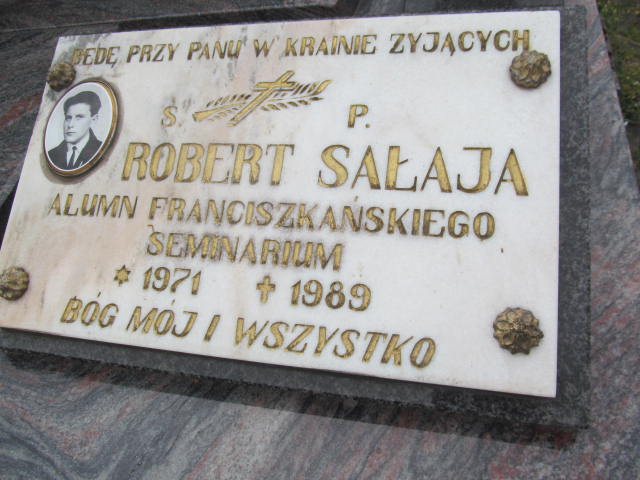 BĘDĘ PRZY PANU W KRAINIE ŻYJĄCYCH
Ś. P.
ROBERT SAŁAJA
ALUMN FRANCISZKAŃSKIEGO
SEMINARIUM
* 1971 ✝ 1989
BÓG MÓJ I WSZYSTKO